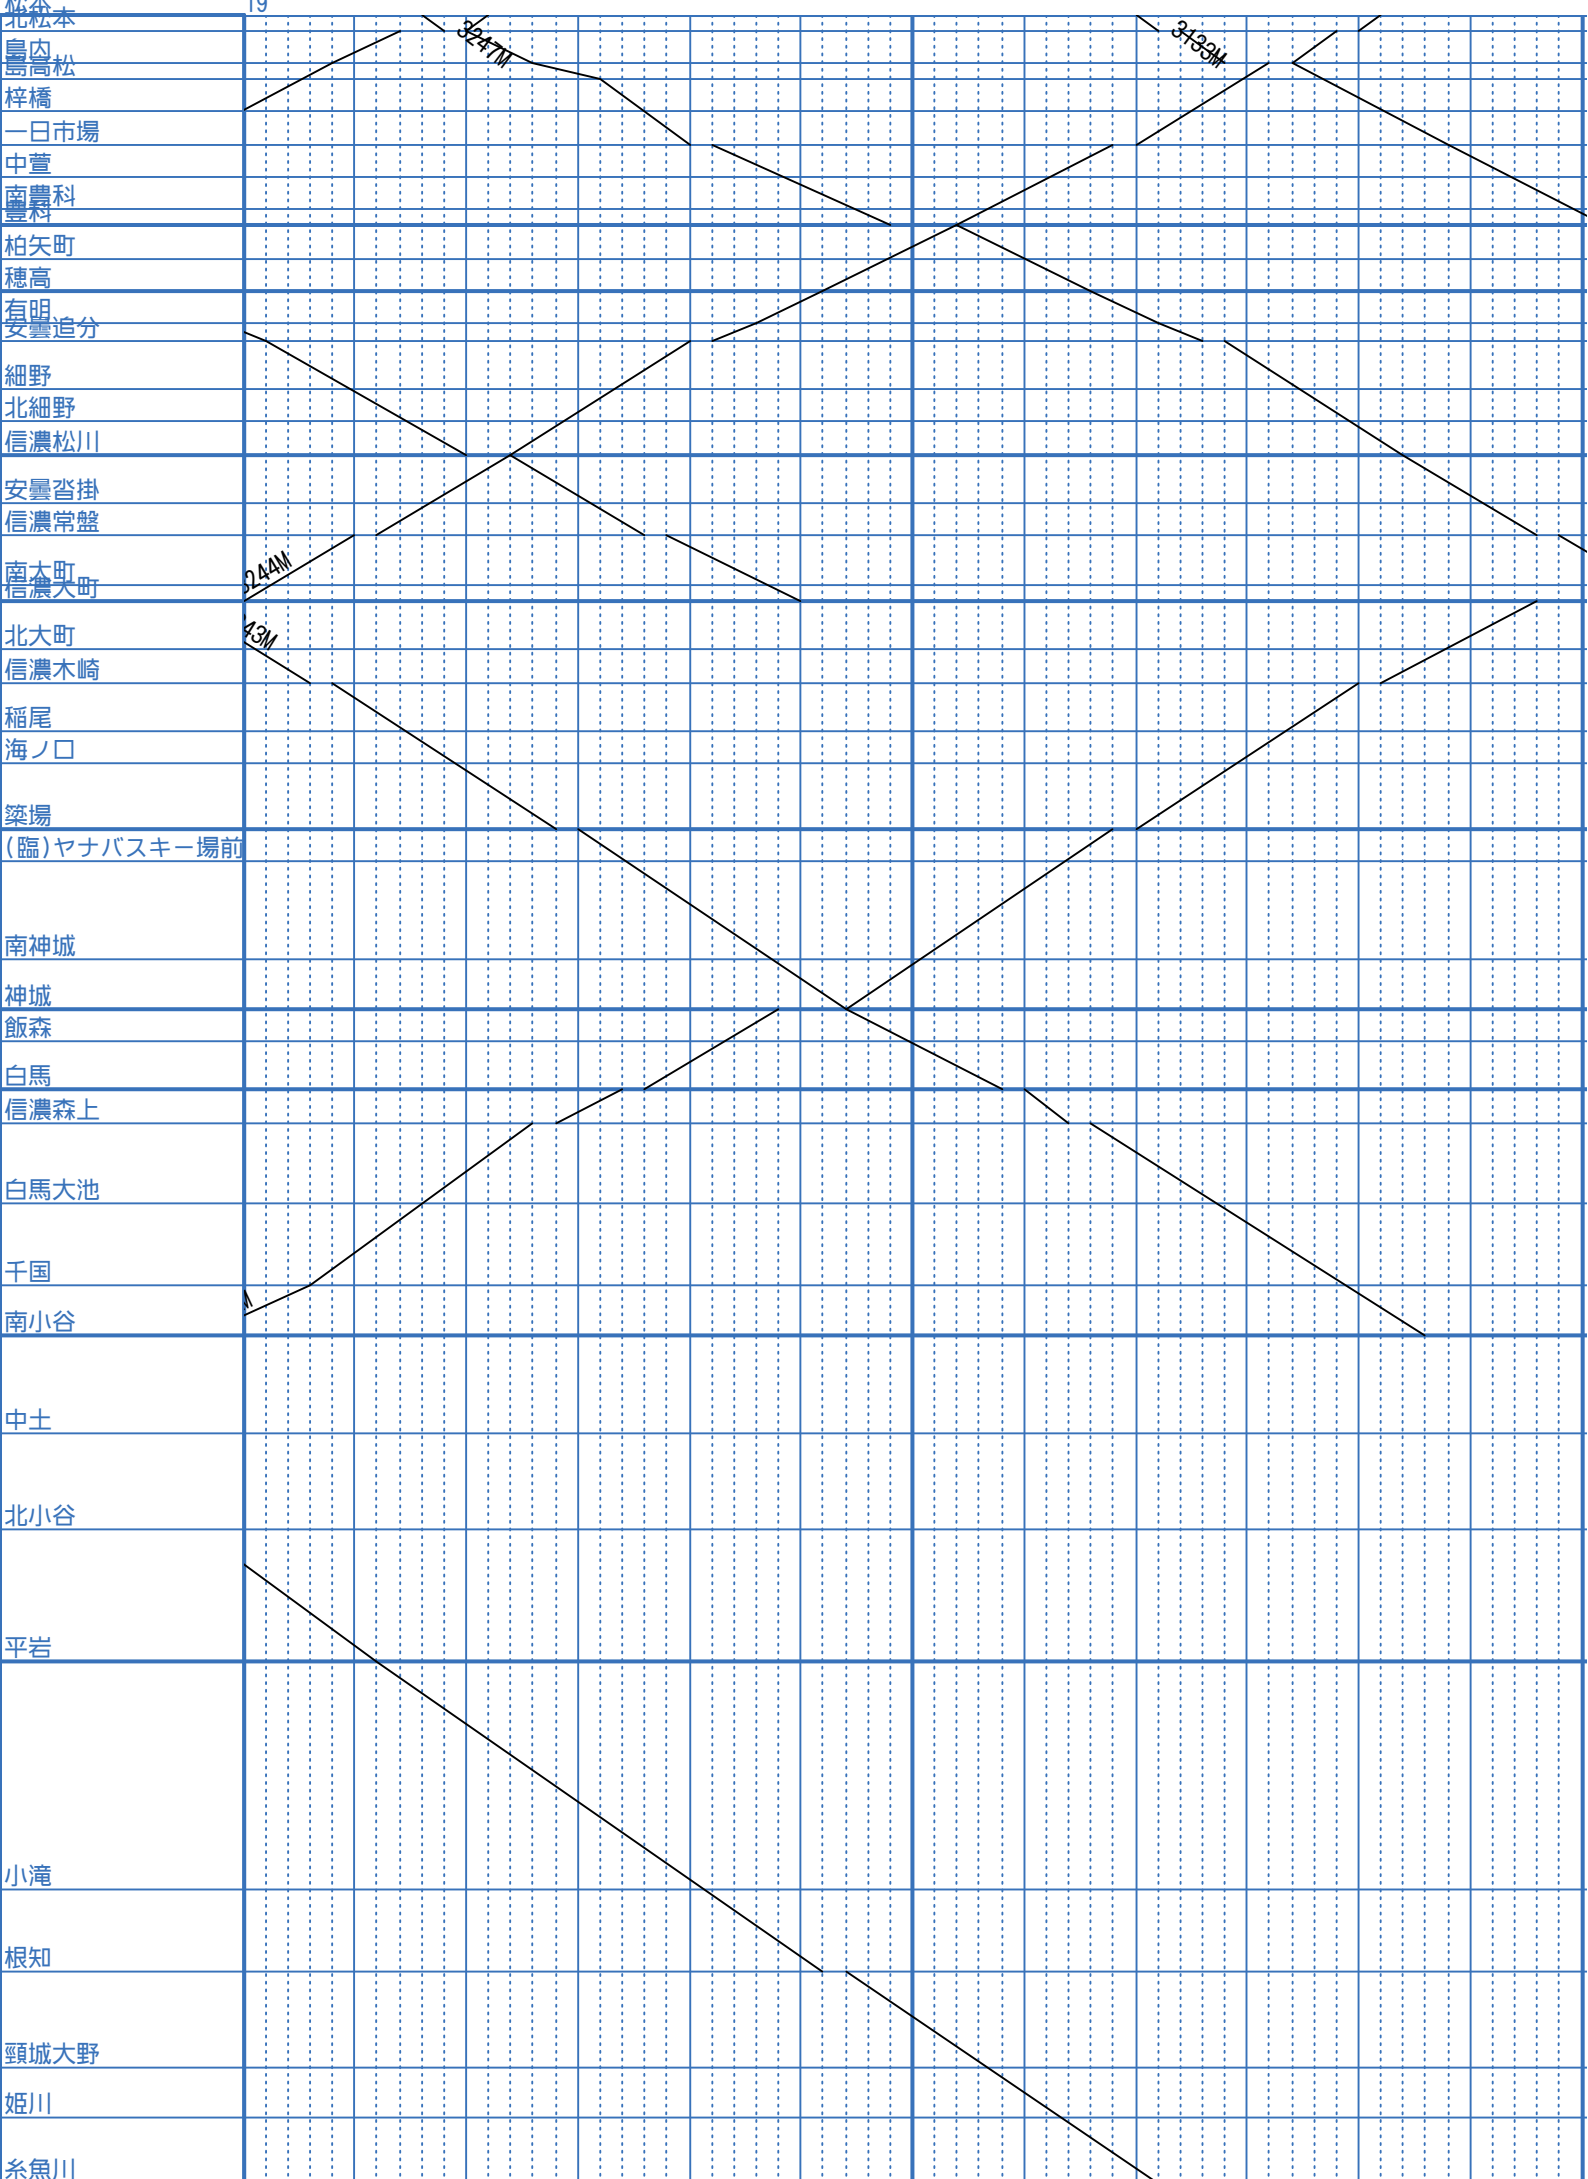 19
北松本
3247M
3133M
島内
島高松
梓橋
一日市場
中萱
南豊科
豊科
柏矢町
穂高
有明
安曇追分
細野
北細野
信濃松川
安曇沓掛
信濃常盤
244M
南大町
信濃大町
43M
北大町
信濃木崎
稲尾
海ノ口
簗場
(臨)ヤナバスキー場前
南神城
神城
飯森
白馬
信濃森上
白馬大池
千国
南小谷
中土
北小谷
平岩
小滝
根知
頸城大野
姫川
糸魚川